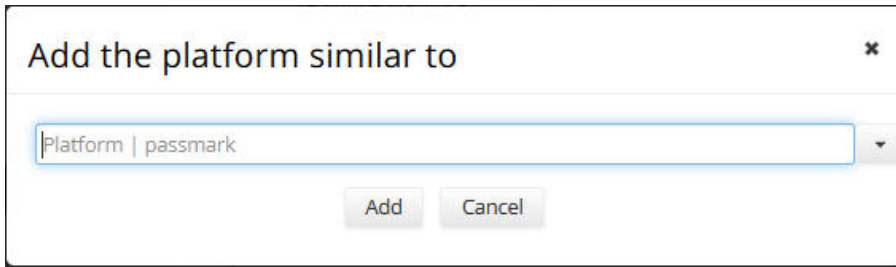 Add the platform similar to
Platform | passmark
Add Cancel